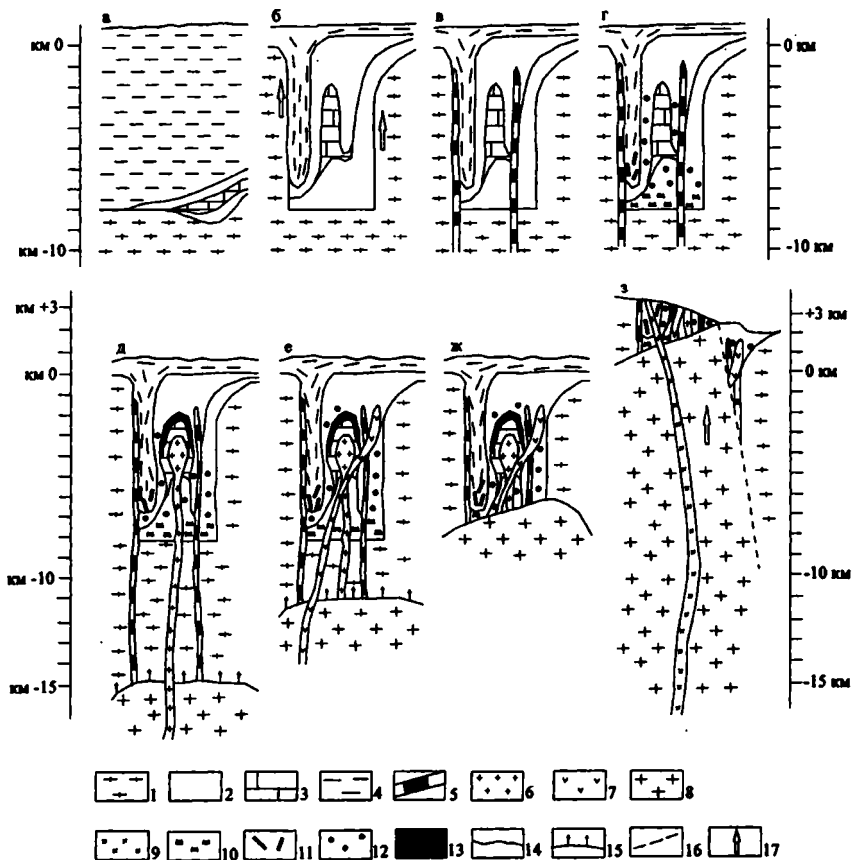 а б в г
км 0 0 км
км -10 -10 км
км +3 з +3 км
д е ж
км 0 0 км
км -10 -10 км
км -15 -15 км
1 2 3 4 5 6 7 8
9 10 11 12 13 14 15 16 17